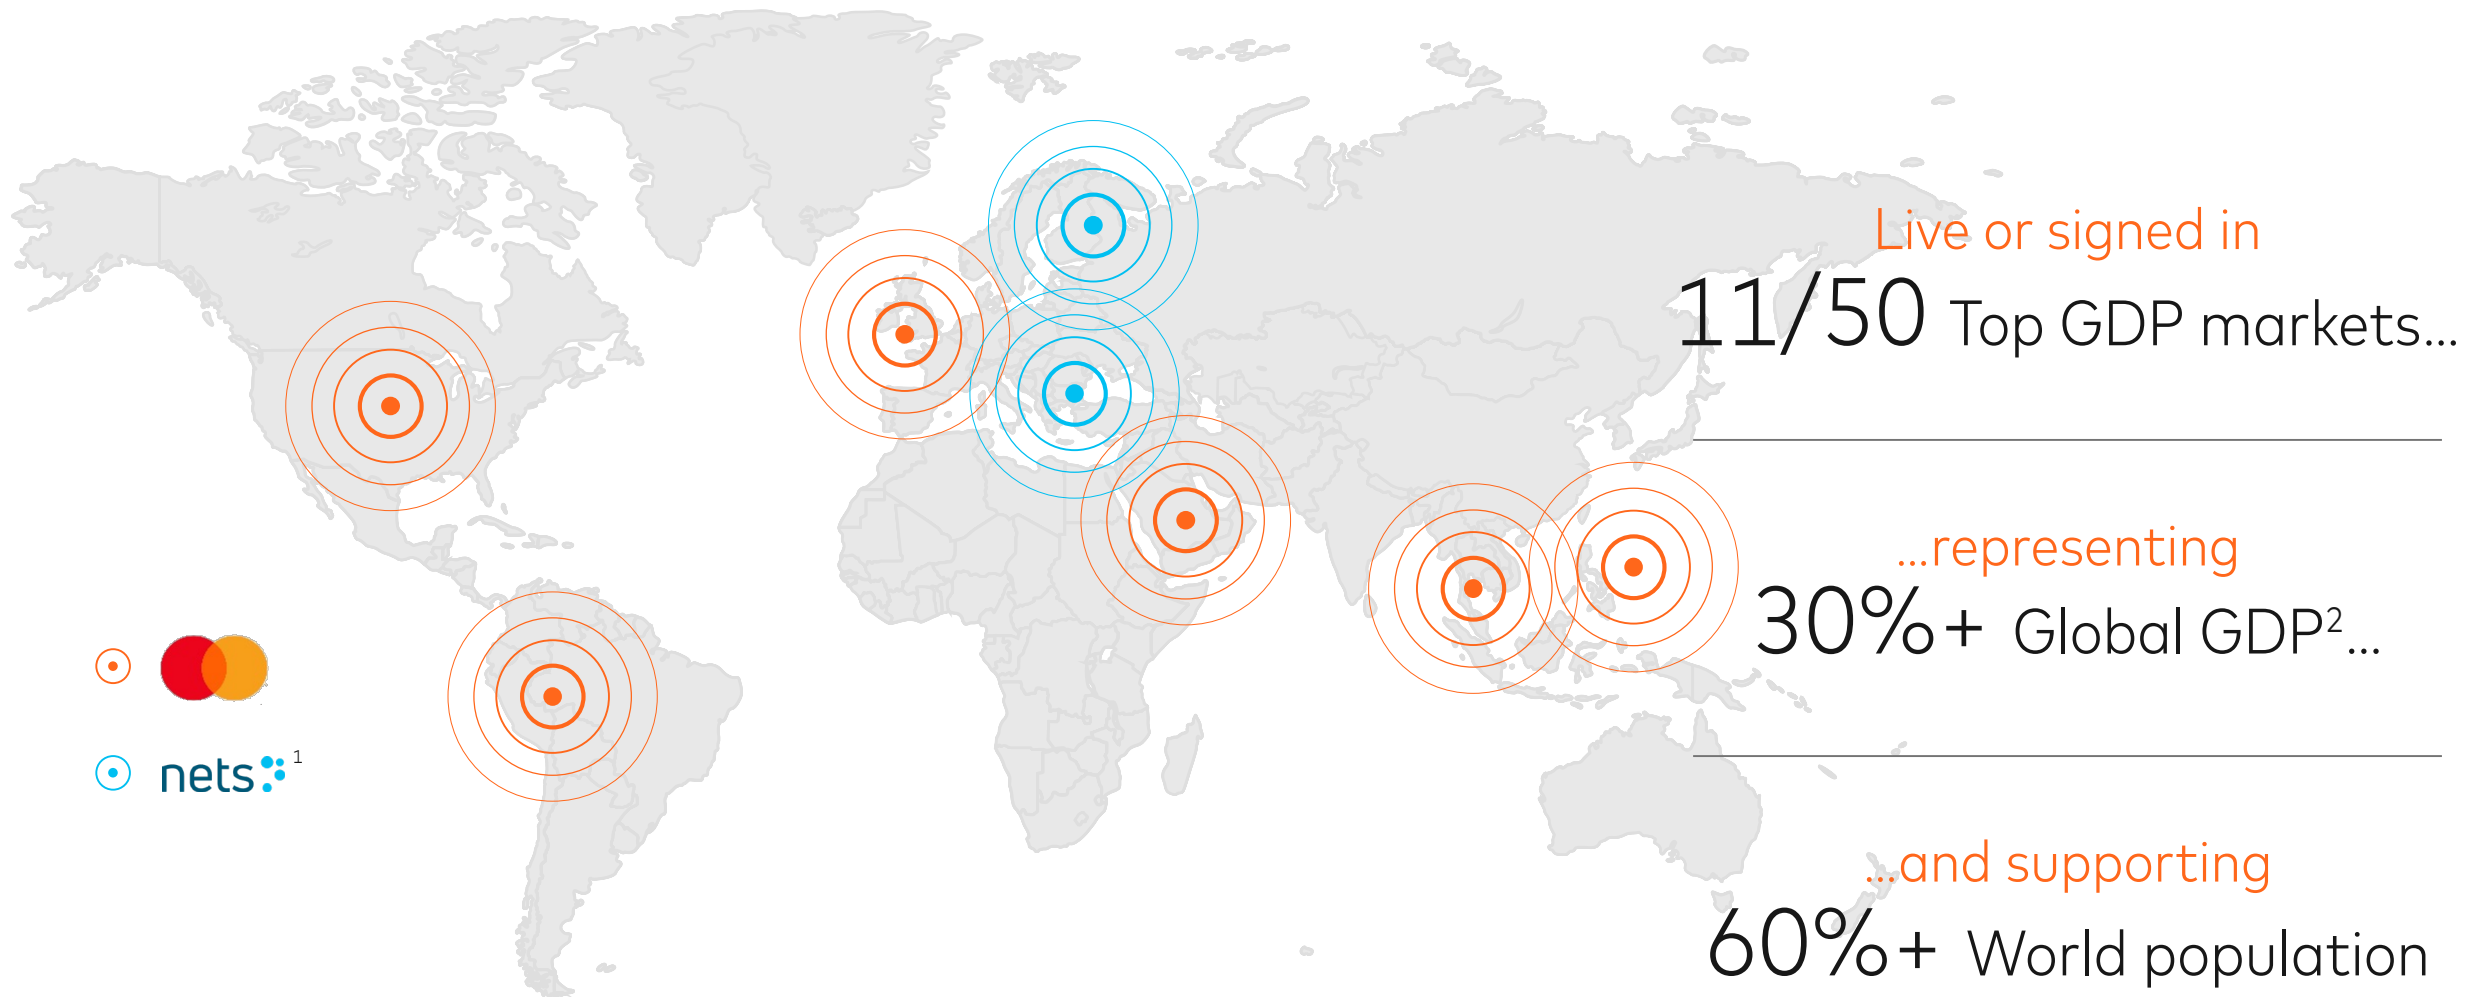 Live or signed in
11/50 Top GDP markets...
...representing
30%+ Global GDP²...
...and supporting
60%+ World population
nets 1